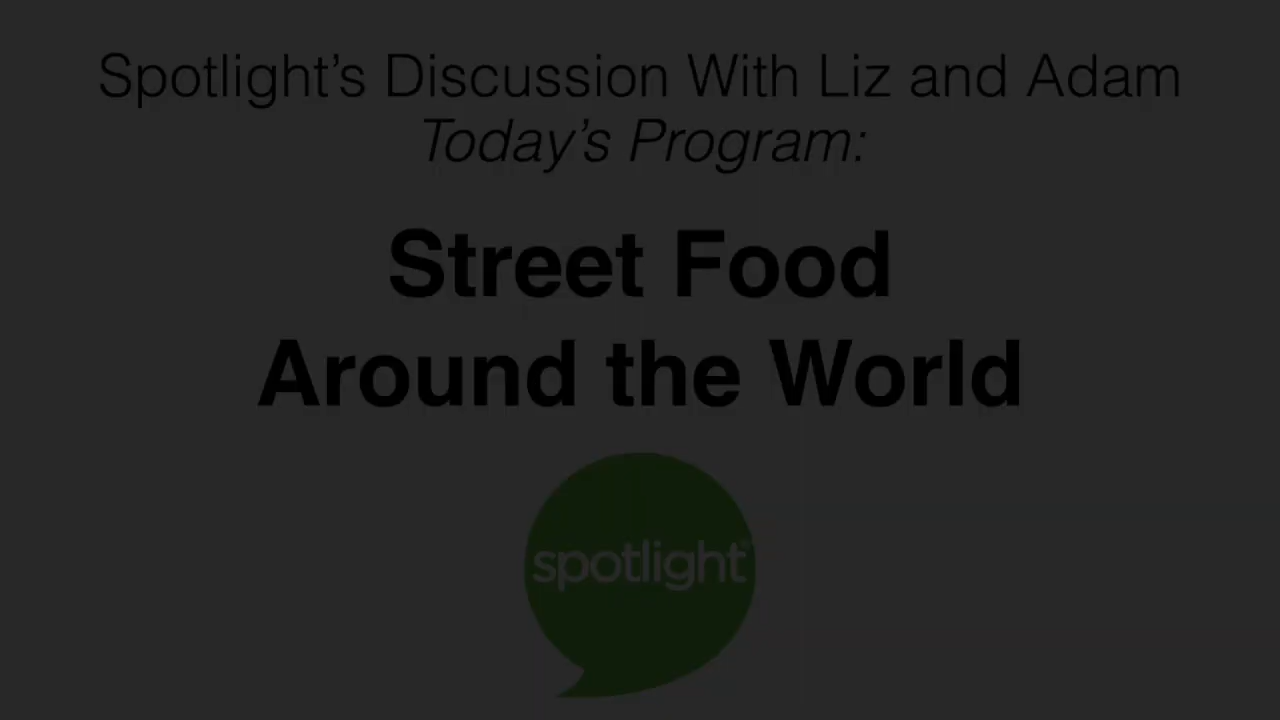 Spotlight's Discussion With Liz and Adam
Today's Program:
Street Food
Around the World
spotlight